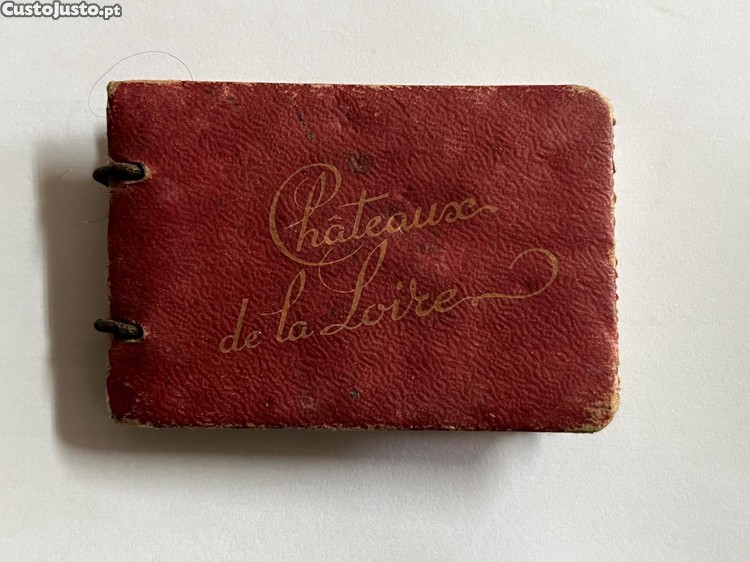 CustoJusto.pt
Châteaux
de la Loire